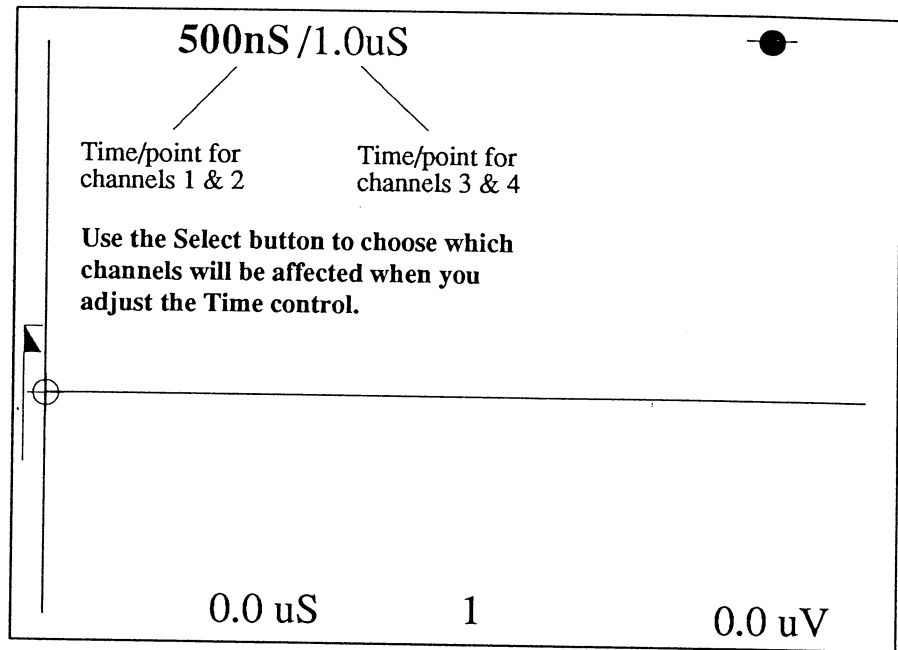 500nS /1.0uS
Time/point for
channels 1 & 2
Time/point for
channels 3 & 4
Use the Select button to choose which
channels will be affected when you
adjust the Time control.
0.0 uS
1
0.0 uV